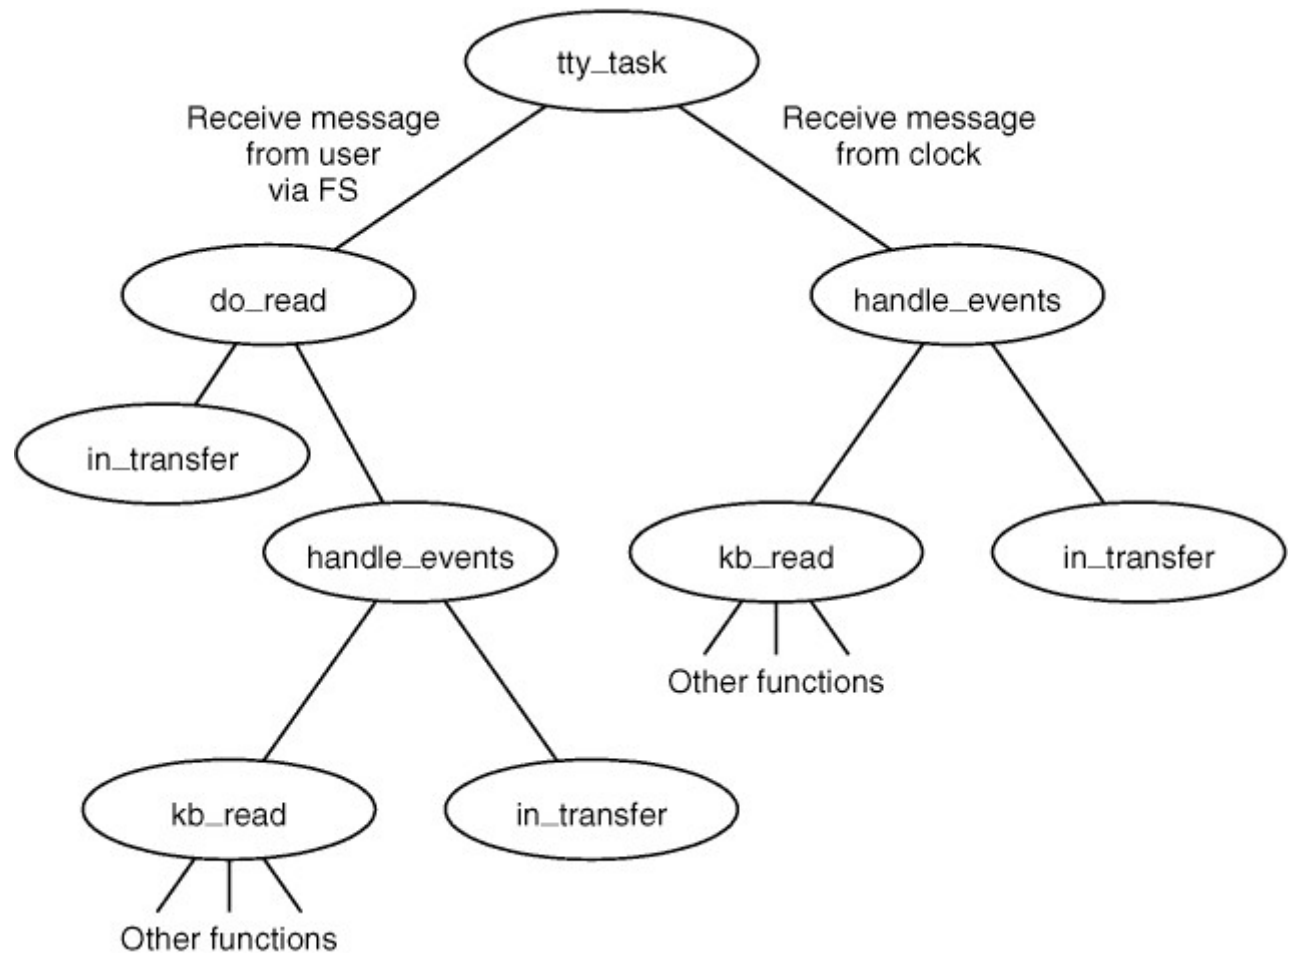 tty_task
Receive message
from user
via FS
Receive message
from clock
do_read
handle_events
in_transfer
handle_events
kb_read
in_transfer
Other functions
kb_read
in_transfer
Other functions